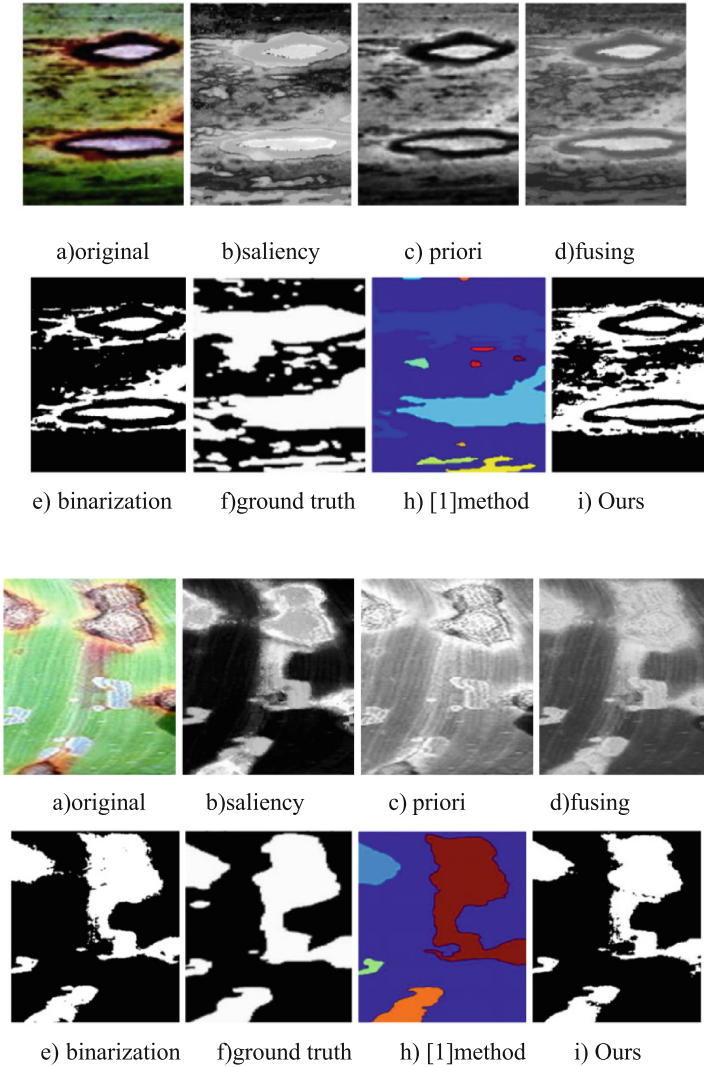 a)original b)saliency c) priori d)fusing
e) binarization f)ground truth h) [1]method i) Ours
a)original b)saliency c) priori d)fusing
e) binarization f)ground truth h) [1]method i) Ours